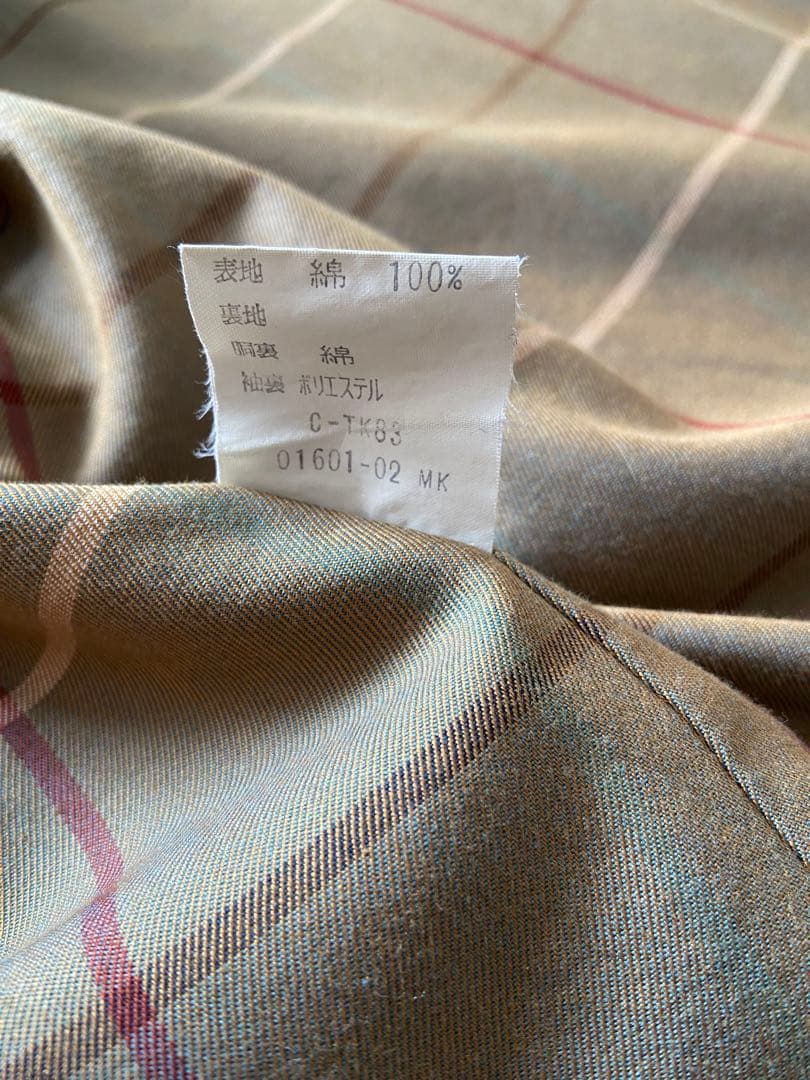 表地 綿 100%
裏地
胴裏 綿
袖裏 ポリエステル
C-TK83
01601-02 MK